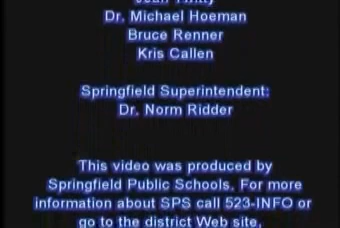 Dr. Michael Hoeman
Bruce Renner
Kris Callen
Springfield Superintendent:
Dr. Norm Ridder
This video was produced by
Springfield Public Schools. For more
information about SPS call 523-INFO or
go to the district Web site,